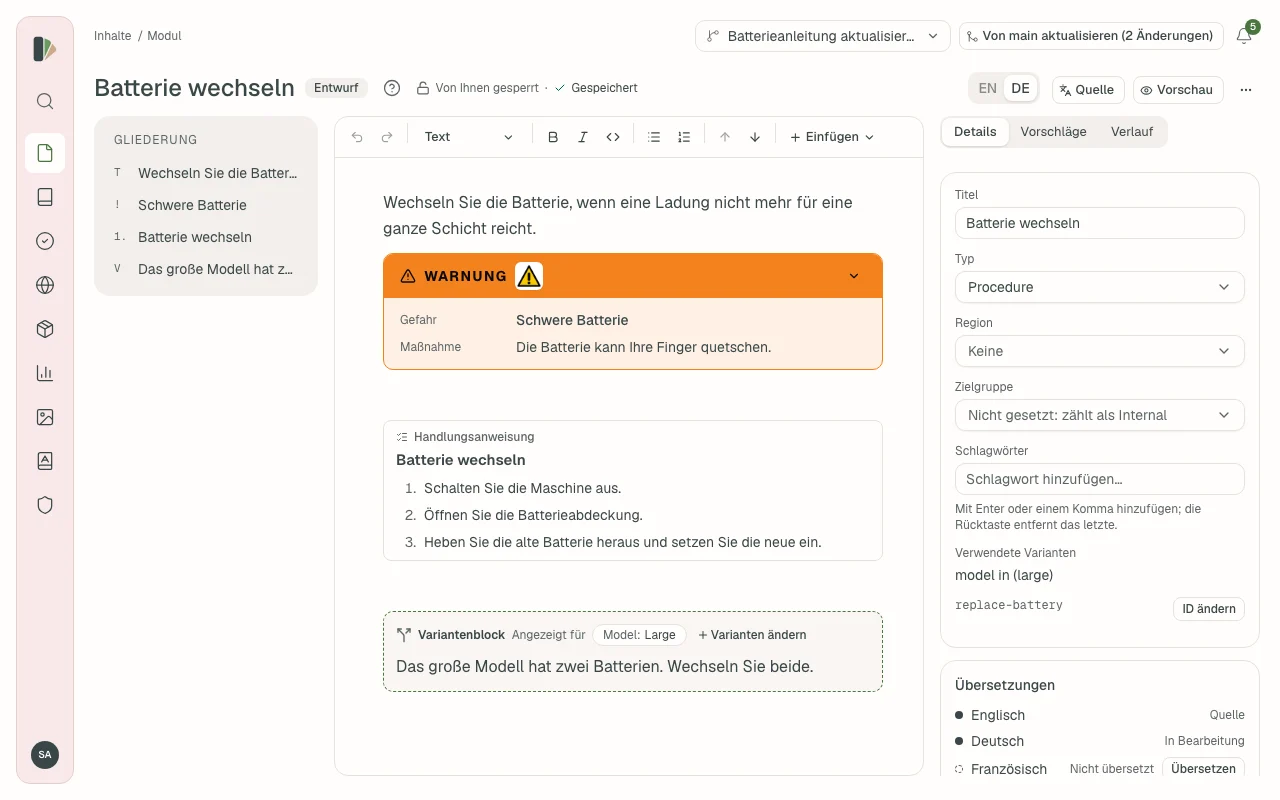 Inhalte / Modul
Batterieanleitung aktualisier...
Von main aktualisieren (2 Änderungen)
5
Batterie wechseln
Entwurf
Von Ihnen gesperrt · Gespeichert
EN DE
Quelle
Vorschau
GLIEDERUNG
T Wechseln Sie die Batter...
! Schwere Batterie
1. Batterie wechseln
V Das große Modell hat z...
Text
B I
Einfügen
Wechseln Sie die Batterie, wenn eine Ladung nicht mehr für eine
ganze Schicht reicht.
WARNUNG
Gefahr Schwere Batterie
Maßnahme Die Batterie kann Ihre Finger quetschen.
Handlungsanweisung
Batterie wechseln
1. Schalten Sie die Maschine aus.
2. Öffnen Sie die Batterieabdeckung.
3. Heben Sie die alte Batterie heraus und setzen Sie die neue ein.
Variantenblock Angezeigt für Model: Large + Varianten ändern
Das große Modell hat zwei Batterien. Wechseln Sie beide.
Details Vorschläge Verlauf
Titel
Batterie wechseln
Typ
Procedure
Region
Keine
Zielgruppe
Nicht gesetzt: zählt als Internal
Schlagwörter
Schlagwort hinzufügen...
Mit Enter oder einem Komma hinzufügen; die
Rücktaste entfernt das letzte.
Verwendete Varianten
model in (large)
replace-battery
ID ändern
Übersetzungen
Englisch Quelle
Deutsch In Bearbeitung
Französisch Nicht übersetzt Übersetzen
SA